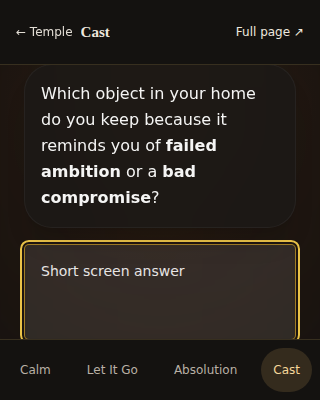 ← Temple Cast Full page ↗
Which object in your home
do you keep because it
reminds you of failed
ambition or a bad
compromise?
Short screen answer
Calm Let It Go Absolution Cast